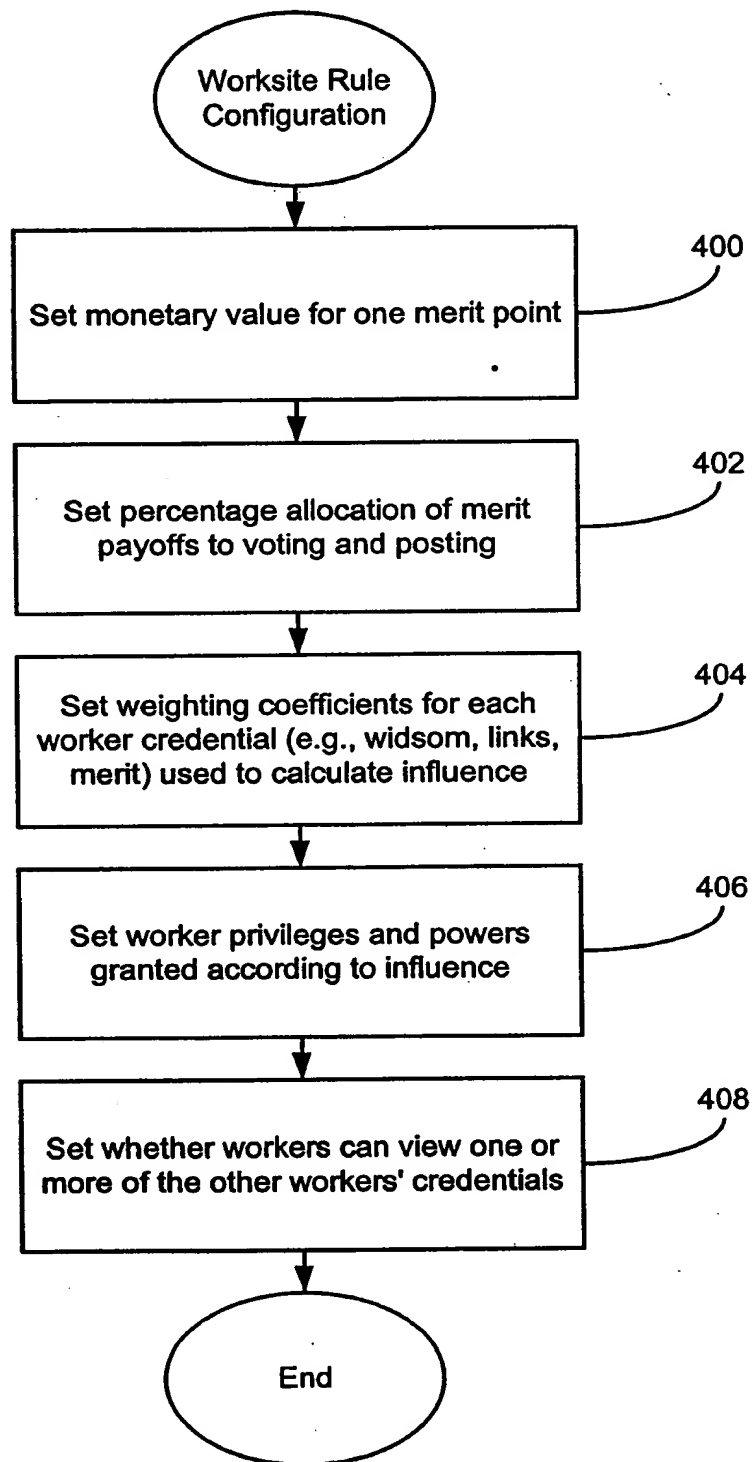 Worksite Rule
Configuration
400
Set monetary value for one merit point
402
Set percentage allocation of merit
payoffs to voting and posting
404
Set weighting coefficients for each
worker credential (e.g., widsom, links,
merit) used to calculate influence
406
Set worker privileges and powers
granted according to influence
408
Set whether workers can view one or
more of the other workers' credentials
End